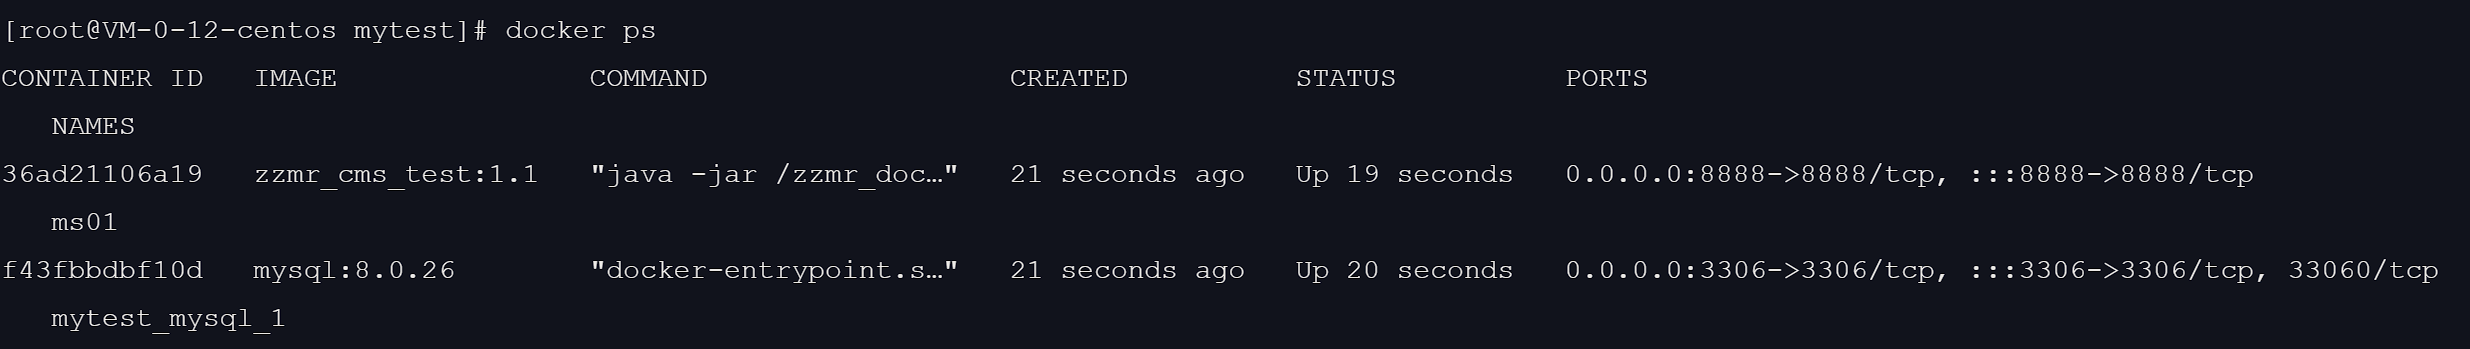 [root@VM-0-12-centos mytest]# docker ps
CONTAINER ID   IMAGE               COMMAND                  CREATED          STATUS          PORTS
   NAMES
36ad21106a19   zzmr_cms_test:1.1   "java -jar /zzmr_doc…"   21 seconds ago   Up 19 seconds   0.0.0.0:8888->8888/tcp, :::8888->8888/tcp
   ms01
f43fbbdbf10d   mysql:8.0.26        "docker-entrypoint.s…"   21 seconds ago   Up 20 seconds   0.0.0.0:3306->3306/tcp, :::3306->3306/tcp, 33060/tcp
   mytest_mysql_1